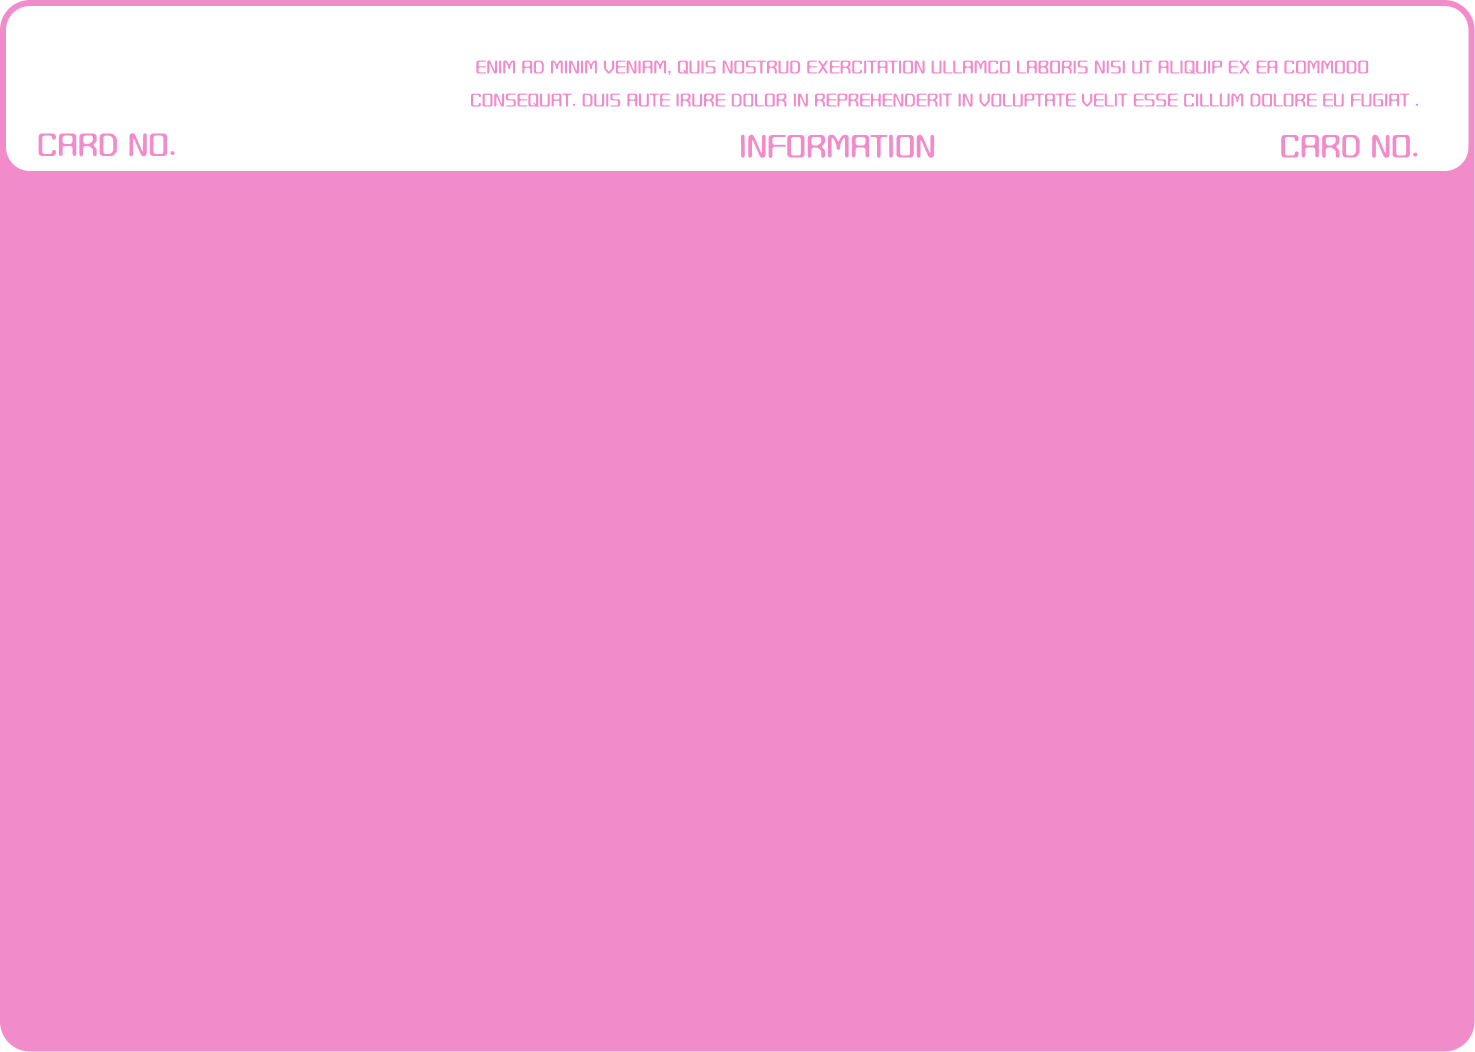 ENIM AD MINIM VENIAM, QUIS NOSTRUD EXERCITATION ULLAMCO LABORIS NISI UT ALIQUIP EX EA COMMODO
CONSEQUAT. DUIS AUTE IRURE DOLOR IN REPREHENDERIT IN VOLUPTATE VELIT ESSE CILLUM DOLORE EU FUGIAT .
CARD NO. INFORMATION CARD NO.